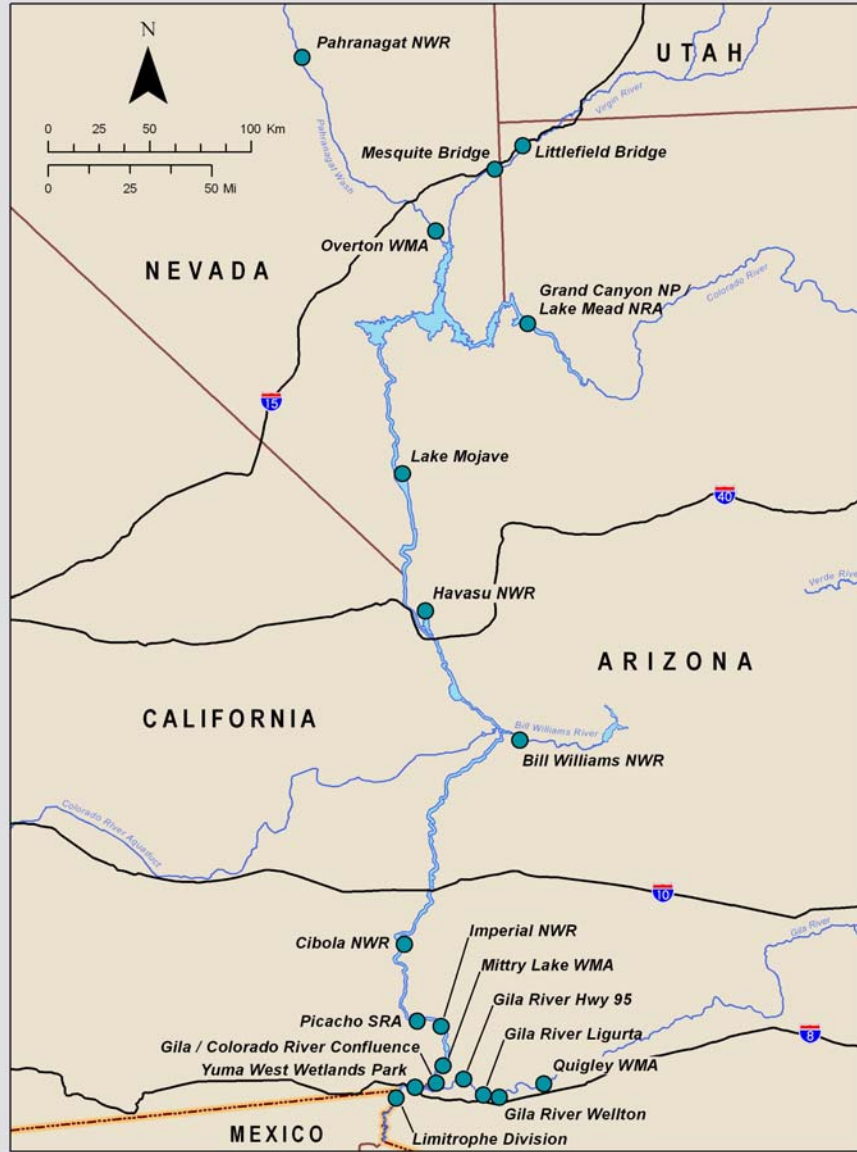 Pahranagat NWR
UTAH
N
0 25 50 100 Km
0 25 50 Mi
Virgin River
Pahranagat Wash
Mesquite Bridge
Littlefield Bridge
Overton WMA
NEVADA
Grand Canyon NP /
Lake Mead NRA
Colorado River
15
Lake Mojave
40
Verde River
Havasu NWR
ARIZONA
CALIFORNIA
Bill Williams River
Bill Williams NWR
Colorado River Aqueduct
10
Imperial NWR
Cibola NWR
Mittry Lake WMA
Gila River
Gila River Hwy 95
Picacho SRA
Gila River Ligurta
8
Gila / Colorado River Confluence
Quigley WMA
Yuma West Wetlands Park
Gila River Wellton
MEXICO
Limitrophe Division